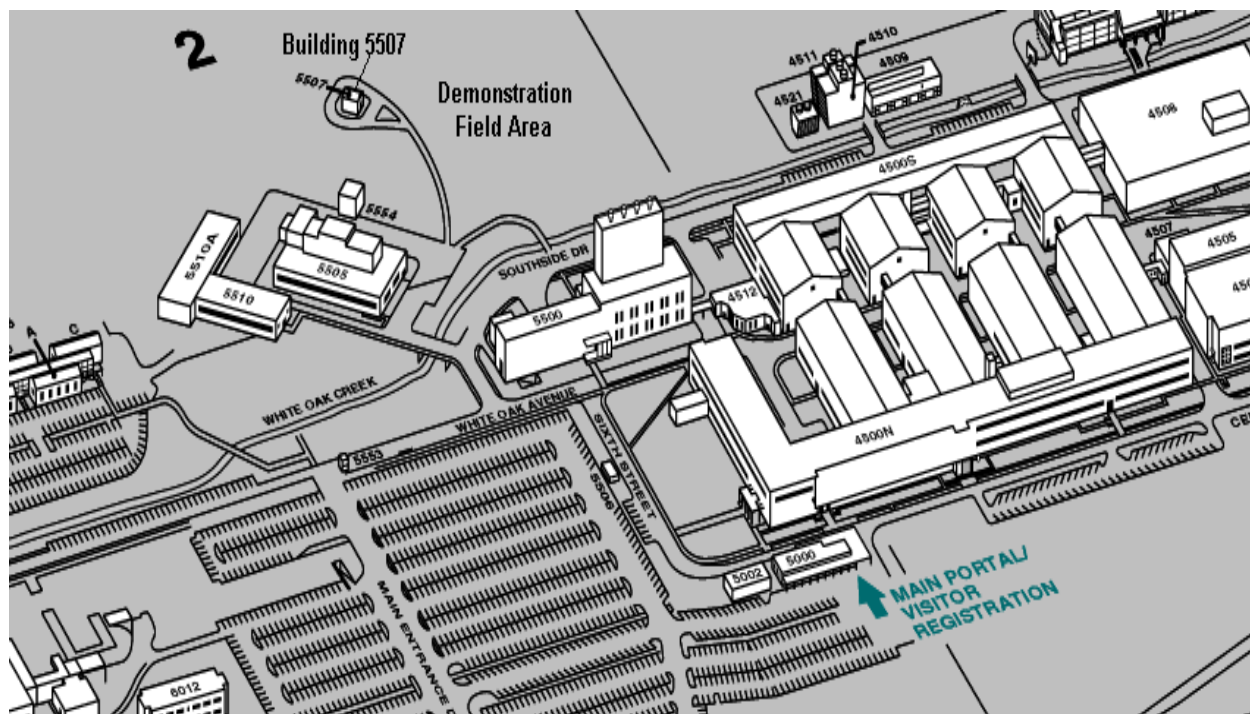 2
Building 5507
5507
Demonstration
Field Area
4511
4510
4509
4521
4508
4500S
5554
5510A
5505
5510
SOUTHSIDE DR
5500
4512
4507
4505
A
C
WHITE OAK CREEK
WHITE OAK AVENUE
4500N
5553
SIXTH STREET
5506
5000
5002
MAIN PORTAL/
VISITOR
REGISTRATION
MAIN ENTRANCE
6012